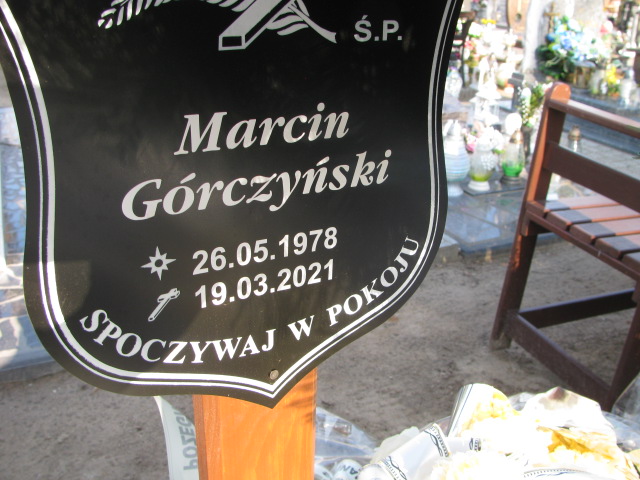 Ś.P.
Marcin
Górczyński
26.05.1978
19.03.2021
SPOCZYWAJ W POKOJU